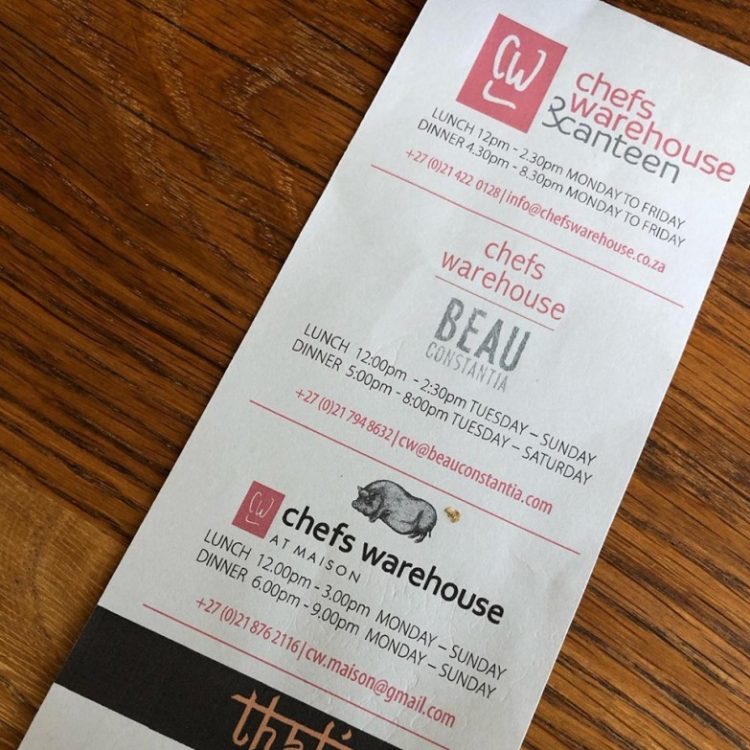 CW
chefs
warehouse
&canteen
LUNCH 12pm - 2.30pm MONDAY TO FRIDAY
DINNER 4.30pm - 8.30pm MONDAY TO FRIDAY
+27 (0)21 422 0128 | info@chefswarehouse.co.za
chefs
warehouse
BEAU
CONSTANTIA
LUNCH 12:00pm - 2:30pm TUESDAY – SUNDAY
DINNER 5:00pm - 8:00pm TUESDAY – SATURDAY
+27 (0)21 794 8632 | cw@beauconstantia.com
CW
chefs warehouse
AT MAISON
LUNCH 12.00pm - 3.00pm MONDAY – SUNDAY
DINNER 6.00pm - 9.00pm MONDAY – SUNDAY
+27 (0)21 876 2116 | cw.maison@gmail.com